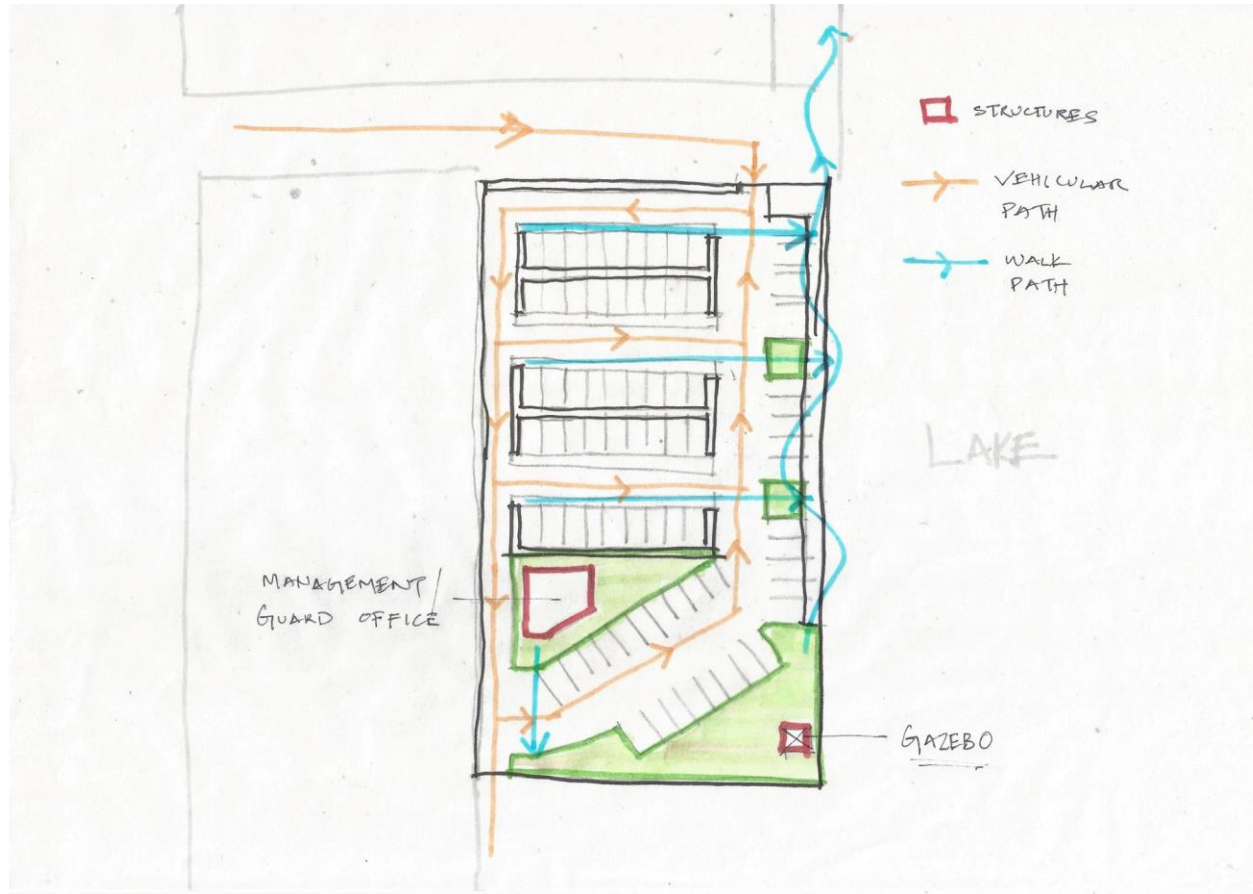 STRUCTURES
VEHICULAR
PATH
WALK
PATH
LAKE
MANAGEMENT/
GUARD OFFICE
GAZEBO